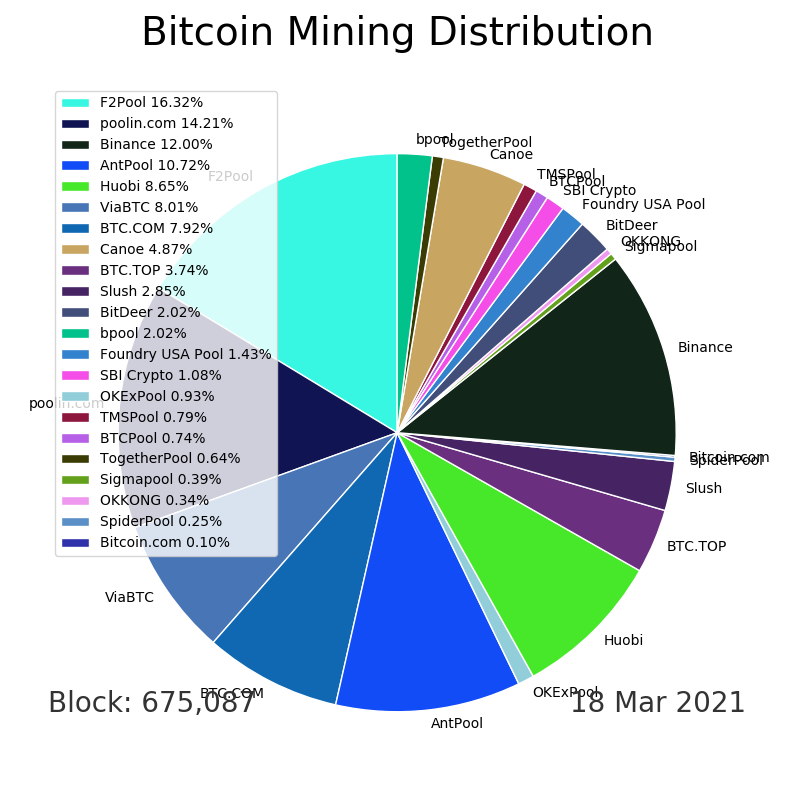 Bitcoin Mining Distribution
F2Pool 16.32%
poolin.com 14.21%
Binance 12.00%
AntPool 10.72%
Huobi 8.65%
ViaBTC 8.01%
BTC.COM 7.92%
Canoe 4.87%
BTC.TOP 3.74%
Slush 2.85%
BitDeer 2.02%
bpool 2.02%
Foundry USA Pool 1.43%
SBI Crypto 1.08%
OKExPool 0.93%
TMSPool 0.79%
BTCPool 0.74%
TogetherPool 0.64%
Sigmapool 0.39%
OKKONG 0.34%
SpiderPool 0.25%
Bitcoin.com 0.10%
bpool
TogetherPool
Canoe
TMSPool
BTCPool
SBI Crypto
Foundry USA Pool
BitDeer
OKKONG
Sigmapool
Binance
Bitcoin.com
SpiderPool
Slush
BTC.TOP
Huobi
OKExPool
AntPool
BTC.COM
ViaBTC
poolin.com
F2Pool
Block: 675,087
18 Mar 2021